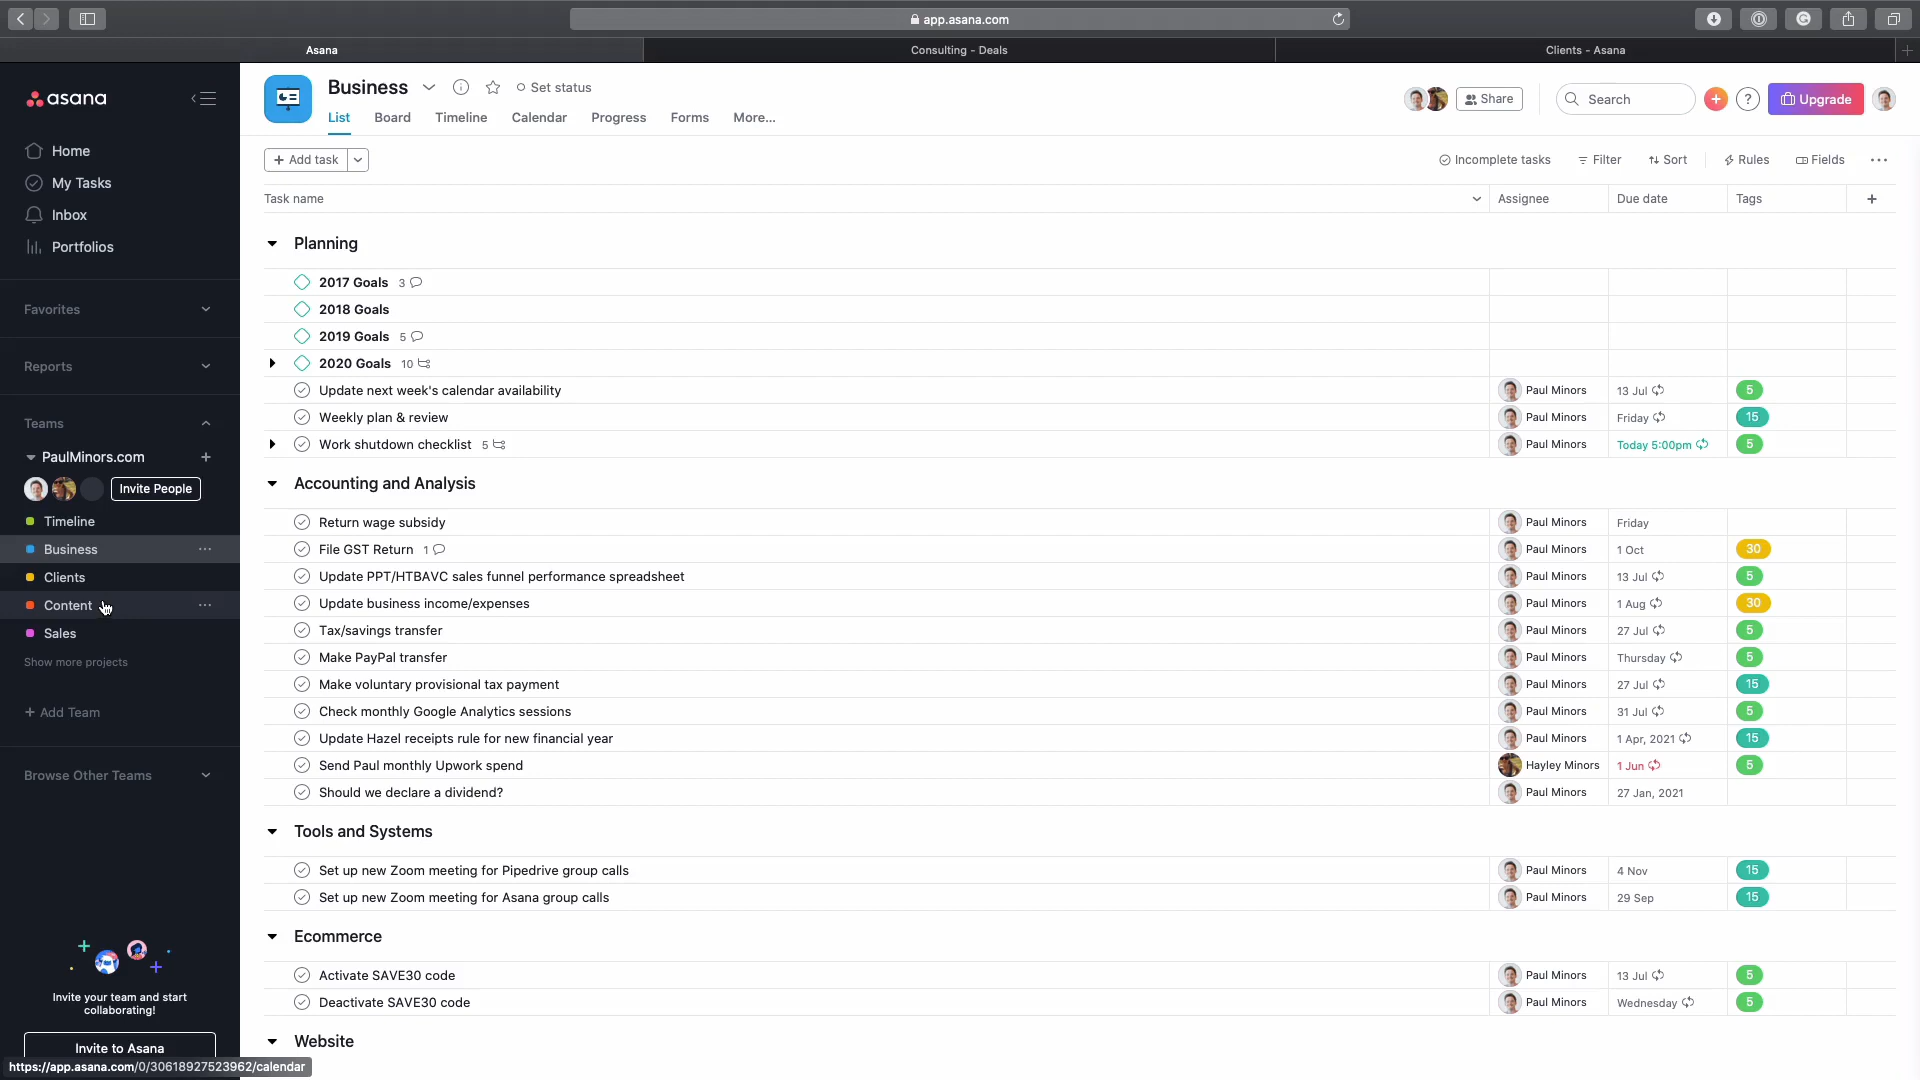 app.asana.com
Asana
Consulting - Deals
Clients - Asana
asana
Home
My Tasks
Inbox
Portfolios
Favorites
Reports
Teams
PaulMinors.com +
Invite People
Timeline
Business ...
Clients
Content ...
Sales
Show more projects
+ Add Team
Browse Other Teams
Invite your team and start
collaborating!
Invite to Asana
https://app.asana.com/0/30618927523962/calendar
Business Set status
List Board Timeline Calendar Progress Forms More...
Share Search + ? Upgrade
+ Add task
Incomplete tasks Filter Sort Rules Fields ...
Task name Assignee Due date Tags +
Planning
2017 Goals 3
2018 Goals
2019 Goals 5
2020 Goals 10
Update next week's calendar availability Paul Minors 13 Jul 5
Weekly plan & review Paul Minors Friday 15
Work shutdown checklist 5 Paul Minors Today 5:00pm 5
Accounting and Analysis
Return wage subsidy Paul Minors Friday
File GST Return 1 Paul Minors 1 Oct 30
Update PPT/HTBAVC sales funnel performance spreadsheet Paul Minors 13 Jul 5
Update business income/expenses Paul Minors 1 Aug 30
Tax/savings transfer Paul Minors 27 Jul 5
Make PayPal transfer Paul Minors Thursday 5
Make voluntary provisional tax payment Paul Minors 27 Jul 15
Check monthly Google Analytics sessions Paul Minors 31 Jul 5
Update Hazel receipts rule for new financial year Paul Minors 1 Apr, 2021 15
Send Paul monthly Upwork spend Hayley Minors 1 Jun 5
Should we declare a dividend? Paul Minors 27 Jan, 2021
Tools and Systems
Set up new Zoom meeting for Pipedrive group calls Paul Minors 4 Nov 15
Set up new Zoom meeting for Asana group calls Paul Minors 29 Sep 15
Ecommerce
Activate SAVE30 code Paul Minors 13 Jul 5
Deactivate SAVE30 code Paul Minors Wednesday 5
Website